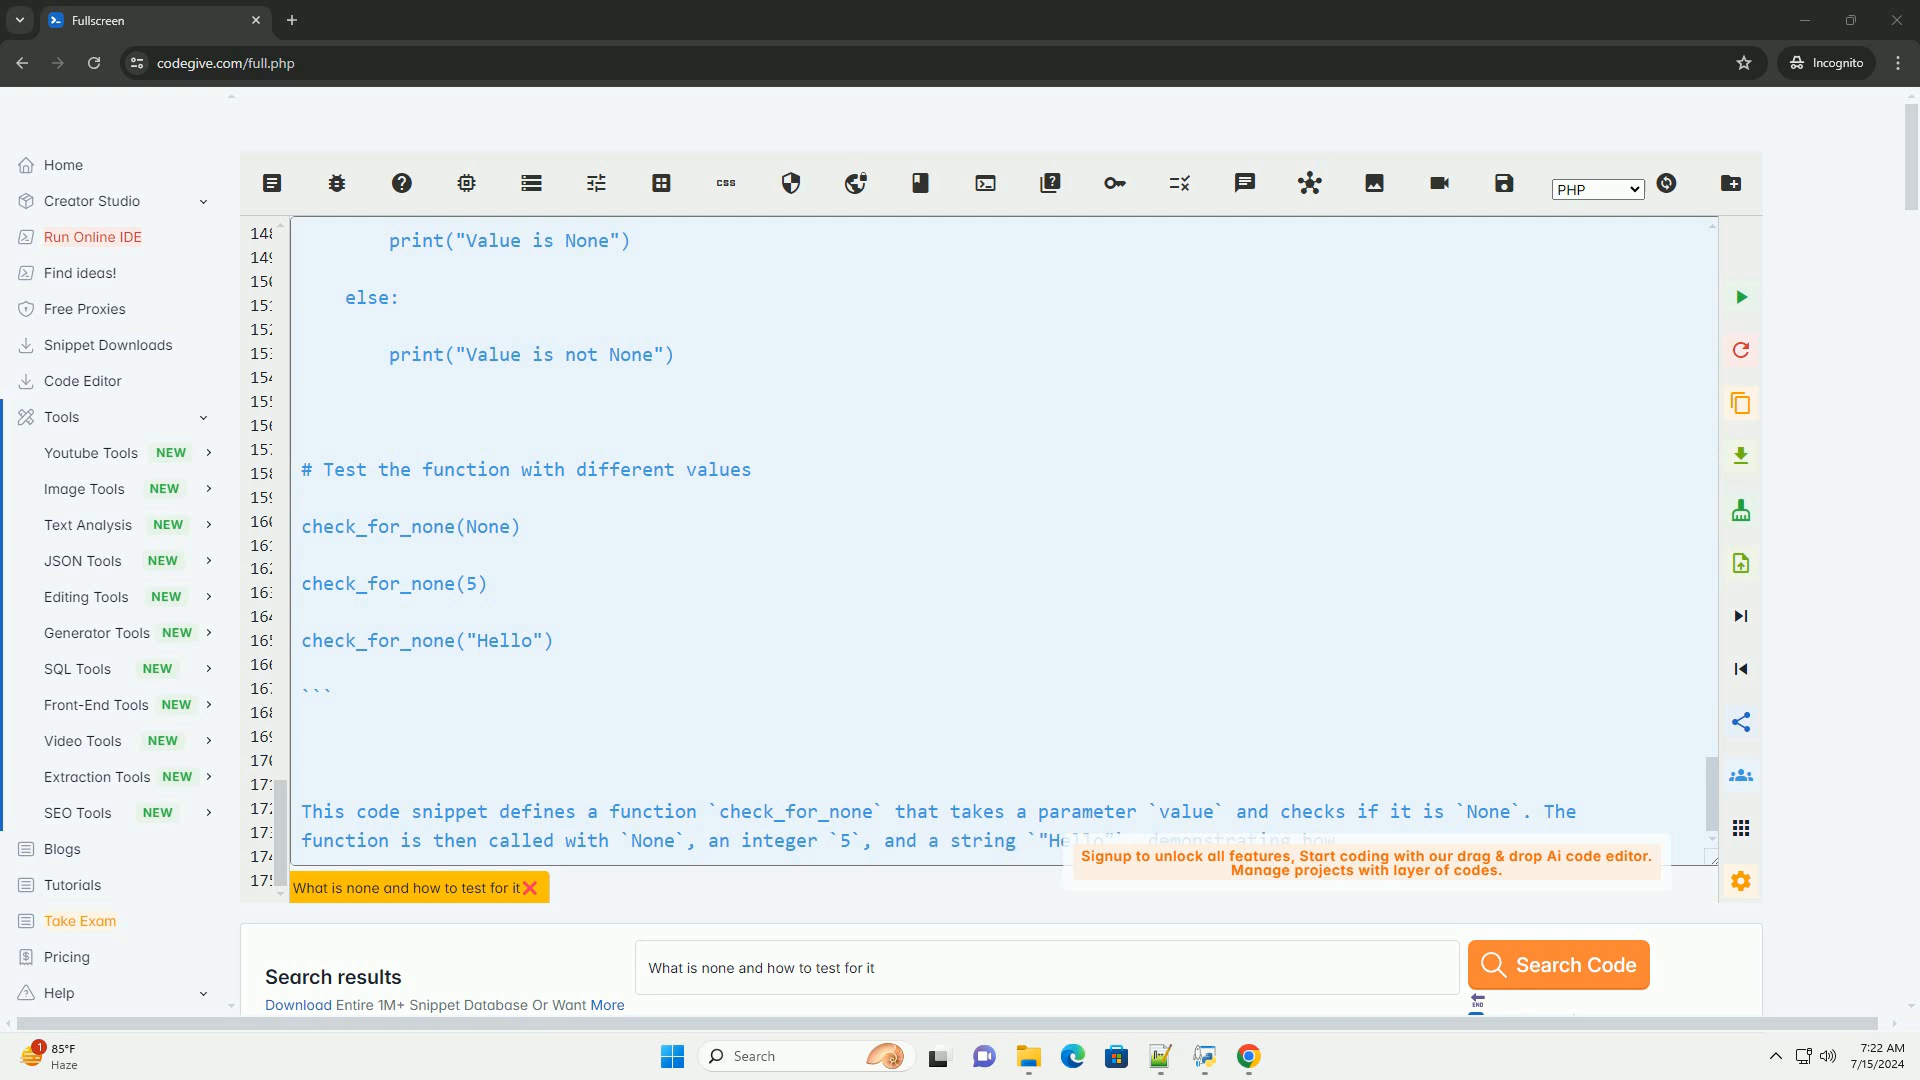 Fullscreen
codegive.com/full.php
Incognito
Home
Creator Studio
Run Online IDE
Find ideas!
Free Proxies
Snippet Downloads
Code Editor
Tools
Youtube Tools NEW
Image Tools NEW
Text Analysis NEW
JSON Tools NEW
Editing Tools NEW
Generator Tools NEW
SQL Tools NEW
Front-End Tools NEW
Video Tools NEW
Extraction Tools NEW
SEO Tools NEW
Blogs
Tutorials
Take Exam
Pricing
Help
css
PHP
print("Value is None")
else:
print("Value is not None")
# Test the function with different values
check_for_none(None)
check_for_none(5)
check_for_none("Hello")
```
This code snippet defines a function `check_for_none` that takes a parameter `value` and checks if it is `None`. The
function is then called with `None`, an integer `5`, and a string `"Hello"`, demonstrating how
Signup to unlock all features, Start coding with our drag & drop Ai code editor.
Manage projects with layer of codes.
What is none and how to test for it
Search results
What is none and how to test for it
Search Code
Download Entire 1M+ Snippet Database Or Want More
END
1
85°F
Haze
Search
7:22 AM
7/15/2024